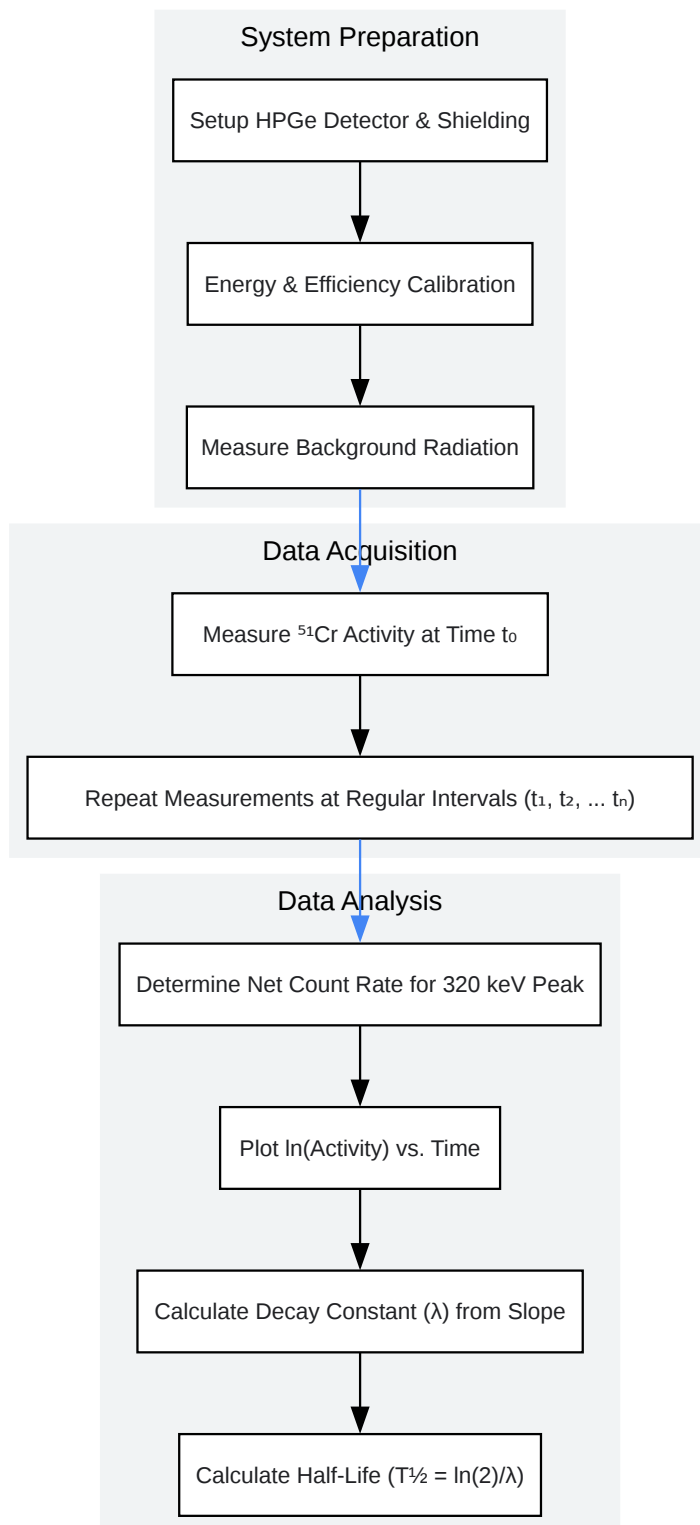 System Preparation
Setup HPGe Detector & Shielding
Energy & Efficiency Calibration
Measure Background Radiation
Data Acquisition
Measure ⁵¹Cr Activity at Time t₀
Repeat Measurements at Regular Intervals (t₁, t₂, ... tₙ)
Data Analysis
Determine Net Count Rate for 320 keV Peak
Plot ln(Activity) vs. Time
Calculate Decay Constant (λ) from Slope
Calculate Half-Life (T½ = ln(2)/λ)